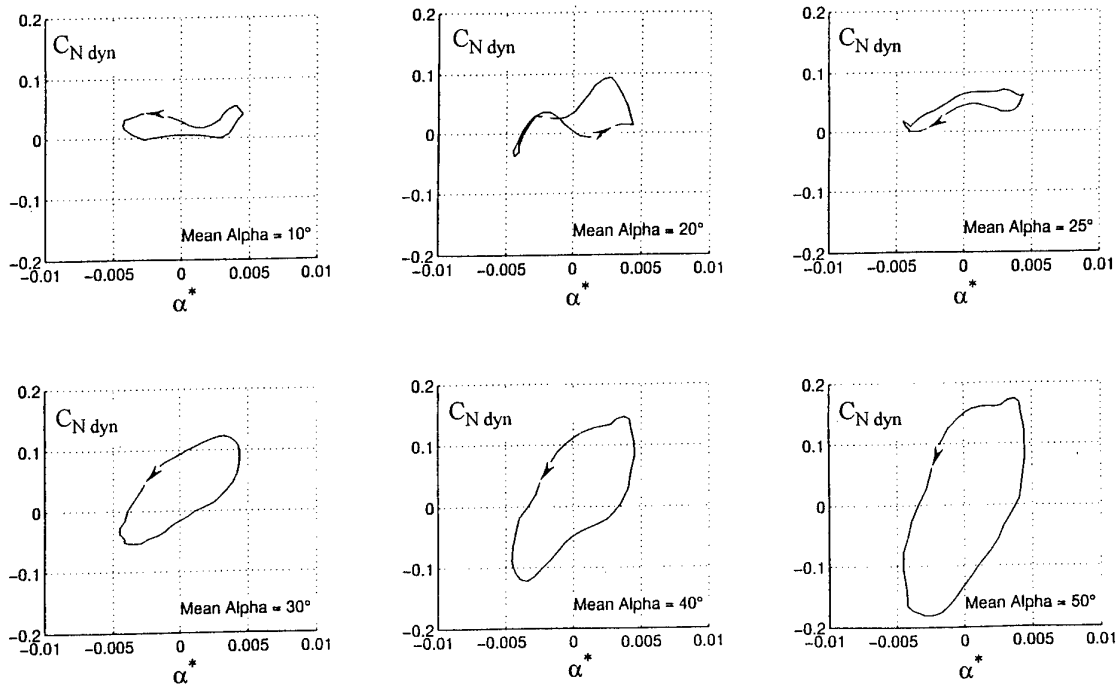 0.2
C_N dyn
0.1
0
-0.1
Mean Alpha = 10°
-0.2
-0.01 -0.005 0 0.005 0.01
α*
0.2
C_N dyn
0.1
0
-0.1
Mean Alpha = 20°
-0.2
-0.01 -0.005 0 0.005 0.01
α*
0.2
C_N dyn
0.1
0
-0.1
Mean Alpha = 25°
-0.2
-0.01 -0.005 0 0.005 0.01
α*
0.2
C_N dyn
0.1
0
-0.1
Mean Alpha = 30°
-0.2
-0.01 -0.005 0 0.005 0.01
α*
0.2
C_N dyn
0.1
0
-0.1
Mean Alpha = 40°
-0.2
-0.01 -0.005 0 0.005 0.01
α*
0.2
C_N dyn
0.1
0
-0.1
Mean Alpha = 50°
-0.2
-0.01 -0.005 0 0.005 0.01
α*